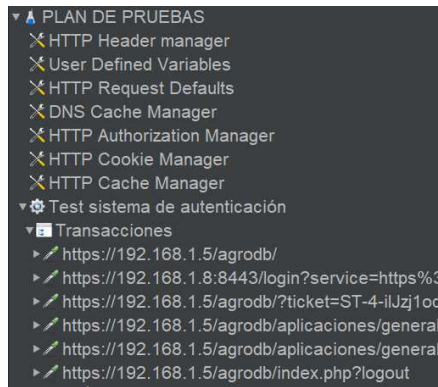 PLAN DE PRUEBAS
HTTP Header manager
User Defined Variables
HTTP Request Defaults
DNS Cache Manager
HTTP Authorization Manager
HTTP Cookie Manager
HTTP Cache Manager
Test sistema de autenticación
Transacciones
https://192.168.1.5/agrodb/
https://192.168.1.8:8443/login?service=https%3
https://192.168.1.5/agrodb/?ticket=ST-4-ilJzj1oc
https://192.168.1.5/agrodb/aplicaciones/general
https://192.168.1.5/agrodb/aplicaciones/general
https://192.168.1.5/agrodb/index.php?logout